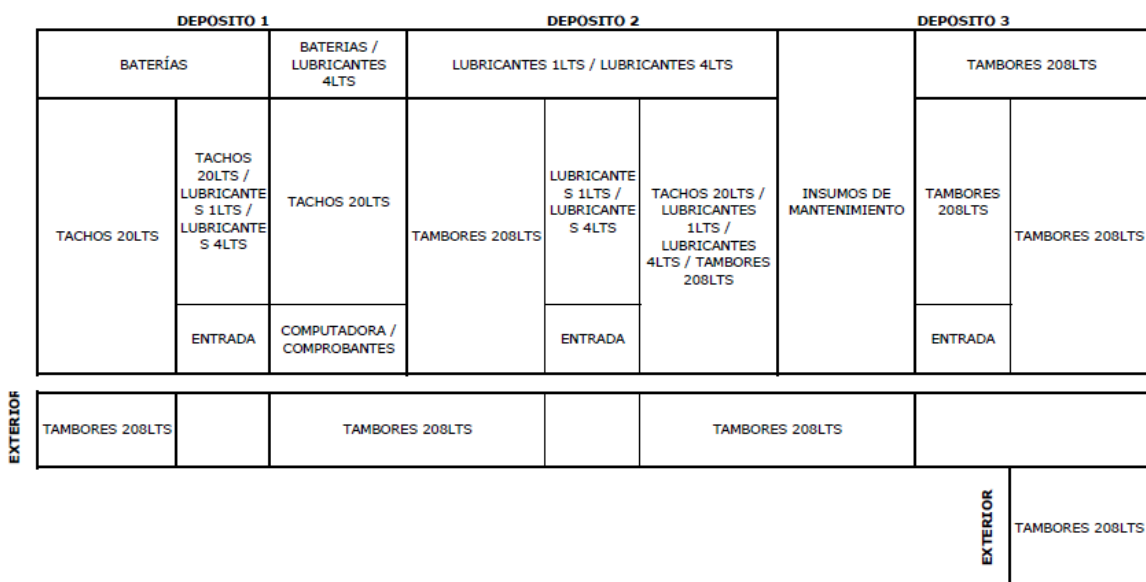 DEPOSITO 1
DEPOSITO 2
DEPOSITO 3
BATERÍAS
BATERIAS /
LUBRICANTES
4LTS
LUBRICANTES 1LTS / LUBRICANTES 4LTS
TAMBORES 208LTS
TACHOS 20LTS
TACHOS
20LTS /
LUBRICANTE
S 1LTS /
LUBRICANTE
S 4LTS
TACHOS 20LTS
TAMBORES 208LTS
LUBRICANTE
S 1LTS /
LUBRICANTE
S 4LTS
TACHOS 20LTS /
LUBRICANTES
1LTS /
LUBRICANTES
4LTS / TAMBORES
208LTS
INSUMOS DE
MANTENIMIENTO
TAMBORES
208LTS
TAMBORES 208LTS
ENTRADA
COMPUTADORA /
COMPROBANTES
ENTRADA
ENTRADA
EXTERIOR
TAMBORES 208LTS
TAMBORES 208LTS
TAMBORES 208LTS
EXTERIOR
TAMBORES 208LTS